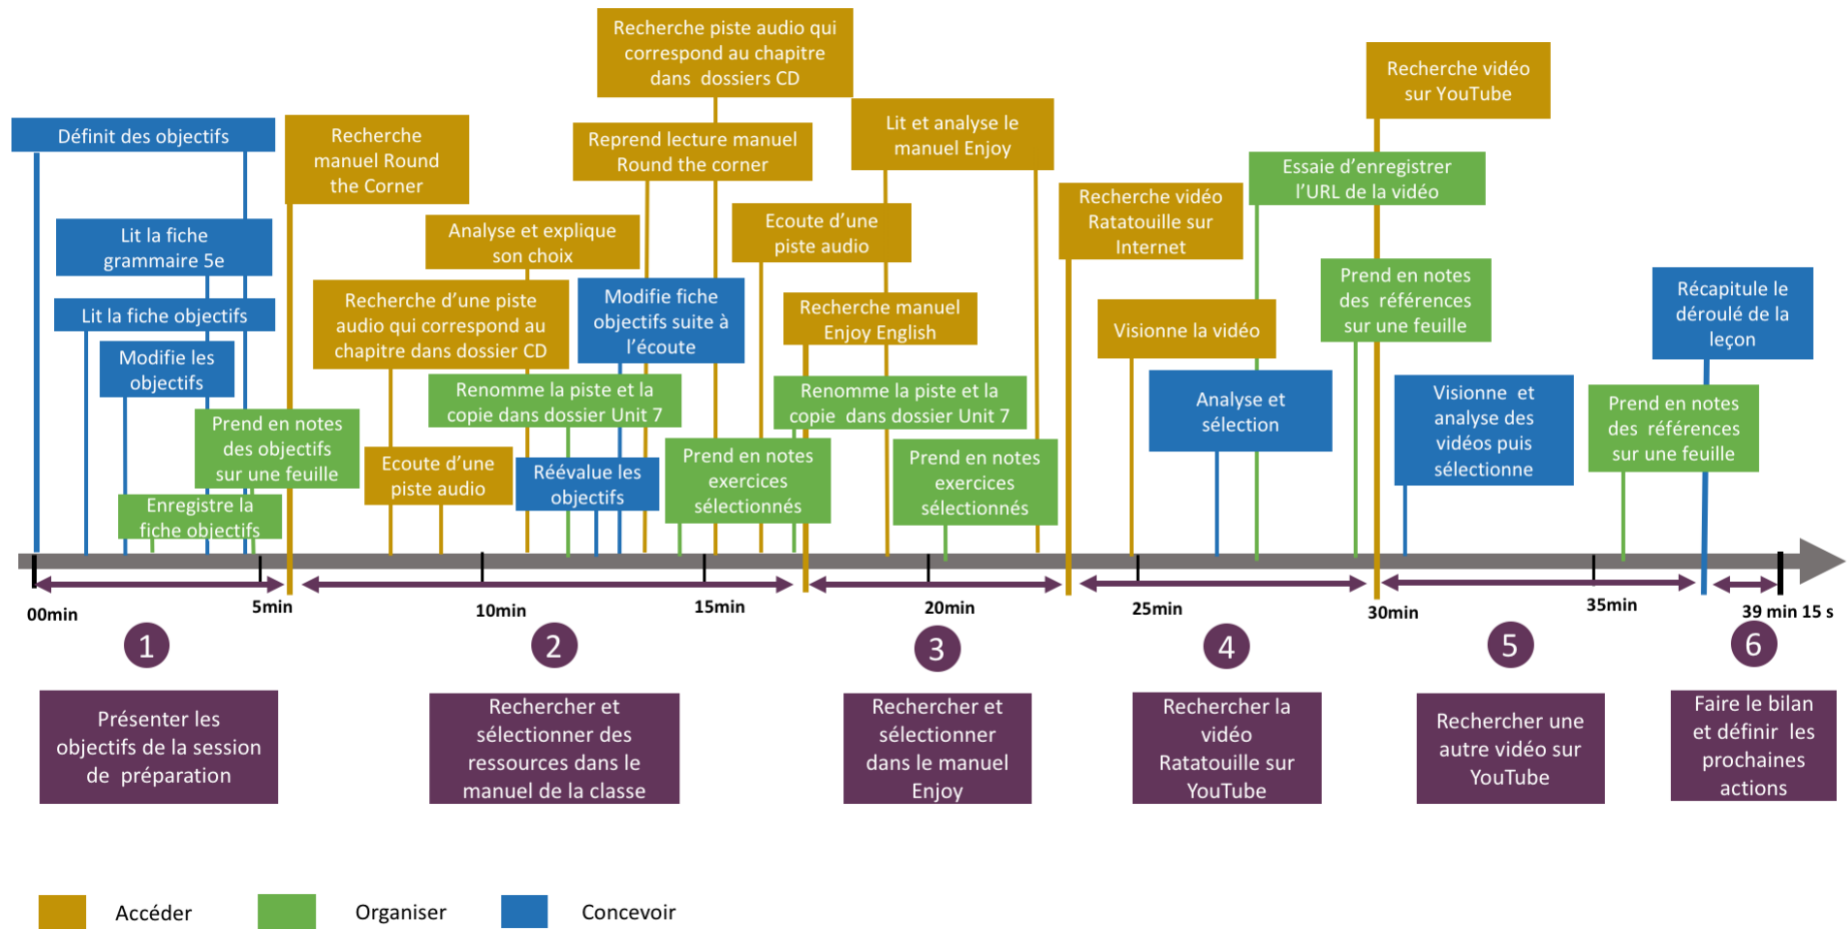 Recherche piste audio qui
correspond au chapitre
dans dossiers CD
Recherche vidéo
sur YouTube
Définit des objectifs
Recherche
manuel Round
the Corner
Reprend lecture manuel
Round the corner
Lit et analyse le
manuel Enjoy
Essaie d'enregistrer
l'URL de la vidéo
Lit la fiche
grammaire 5e
Analyse et explique
son choix
Ecoute d'une
piste audio
Recherche vidéo
Ratatouille sur
Internet
Prend en notes
des références
sur une feuille
Récapitule le
déroulé de la
leçon
Lit la fiche objectifs
Recherche d'une piste
audio qui correspond au
chapitre dans dossier CD
Modifie fiche
objectifs suite à
l'écoute
Recherche manuel
Enjoy English
Visionne la vidéo
Modifie les
objectifs
Renomme la piste et la
copie dans dossier Unit 7
Renomme la piste et la
copie dans dossier Unit 7
Analyse et
sélection
Visionne et
analyse des
vidéos puis
sélectionne
Prend en notes
des références
sur une feuille
Prend en notes
des objectifs
sur une feuille
Ecoute d'une
piste audio
Réévalue les
objectifs
Prend en notes
exercices
sélectionnés
Prend en notes
exercices
sélectionnés
Enregistre la
fiche objectifs
00min
5min
10min
15min
20min
25min
30min
35min
39 min 15 s
1
2
3
4
5
6
Présenter les
objectifs de la session
de préparation
Rechercher et
sélectionner des
ressources dans le
manuel de la classe
Rechercher et
sélectionner
dans le manuel
Enjoy
Rechercher la
vidéo
Ratatouille sur
YouTube
Rechercher une
autre vidéo sur
YouTube
Faire le bilan
et définir les
prochaines
actions
Accéder
Organiser
Concevoir